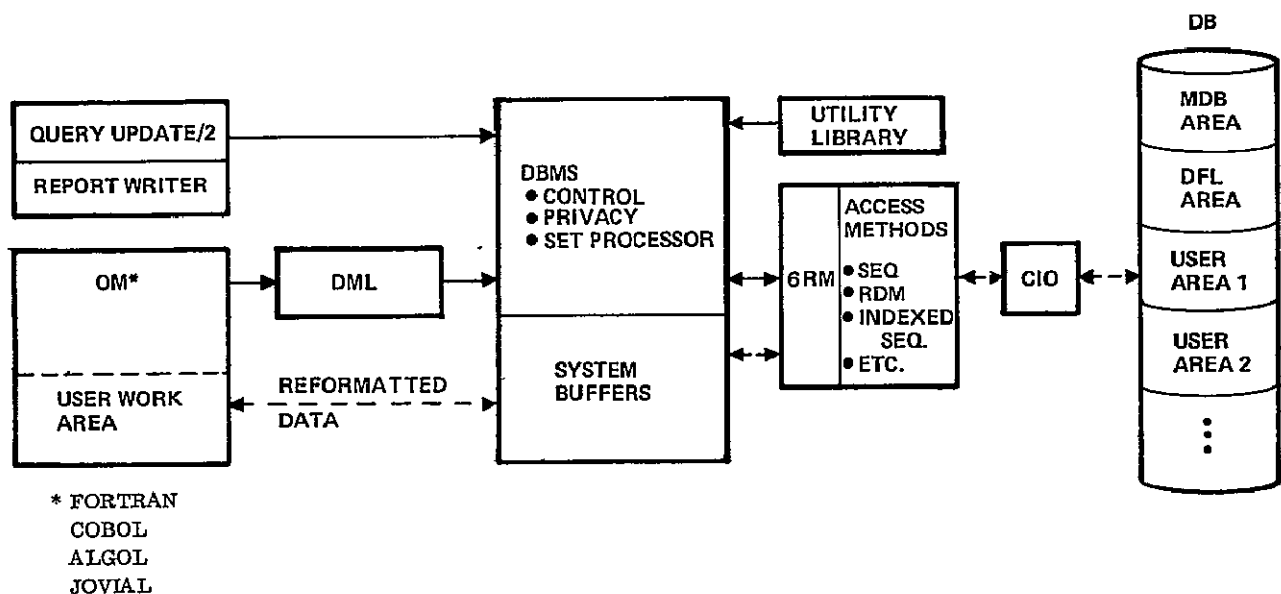 DB
QUERY UPDATE/2
REPORT WRITER
OM*
USER WORK
AREA
DML
REFORMATTED
DATA
DBMS
● CONTROL
● PRIVACY
● SET PROCESSOR
SYSTEM
BUFFERS
UTILITY
LIBRARY
6RM
ACCESS
METHODS
● SEQ
● RDM
● INDEXED
SEQ.
● ETC.
CIO
MDB
AREA
DFL
AREA
USER
AREA 1
USER
AREA 2
* FORTRAN
COBOL
ALGOL
JOVIAL